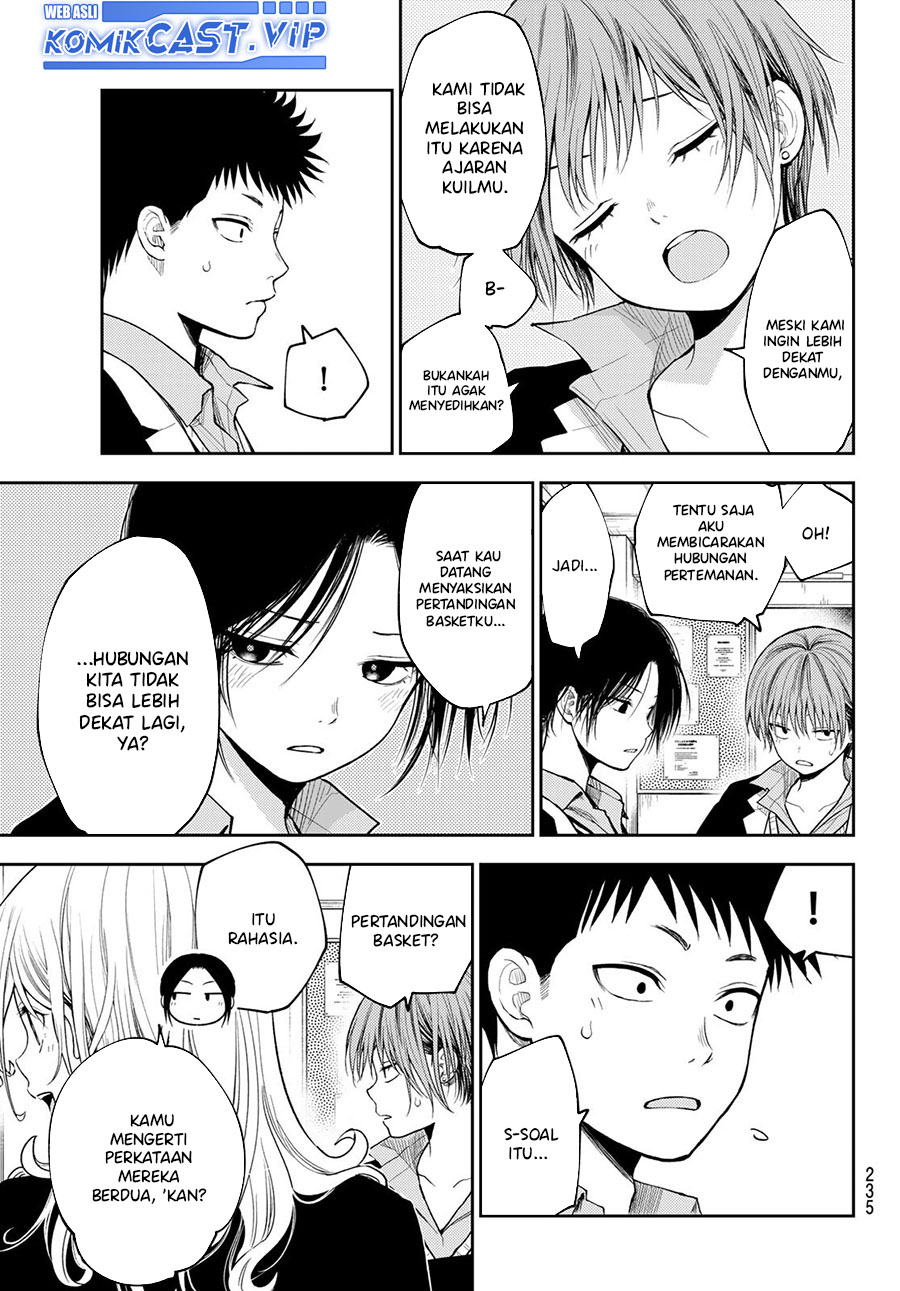 WEB ASLI
KOMIKCAST.VIP
MESKI KAMI
INGIN LEBIH
DEKAT
DENGANMU,
KAMI TIDAK
BISA
MELAKUKAN
ITU KARENA
AJARAN
KUILMU.
B-
BUKANKAH
ITU AGAK
MENYEDIHKAN?
!
OH!
TENTU SAJA
AKU
MEMBICARAKAN
HUBUNGAN
PERTEMANAN.
JADI...
SAAT KAU
DATANG
MENYAKSIKAN
PERTANDINGAN
BASKETKU...
...HUBUNGAN
KITA TIDAK
BISA LEBIH
DEKAT LAGI,
YA?
!
S-SOAL
ITU...
PERTANDINGAN
BASKET?
ITU
RAHASIA.
KAMU
MENGERTI
PERKATAAN
MEREKA
BERDUA, 'KAN?
235